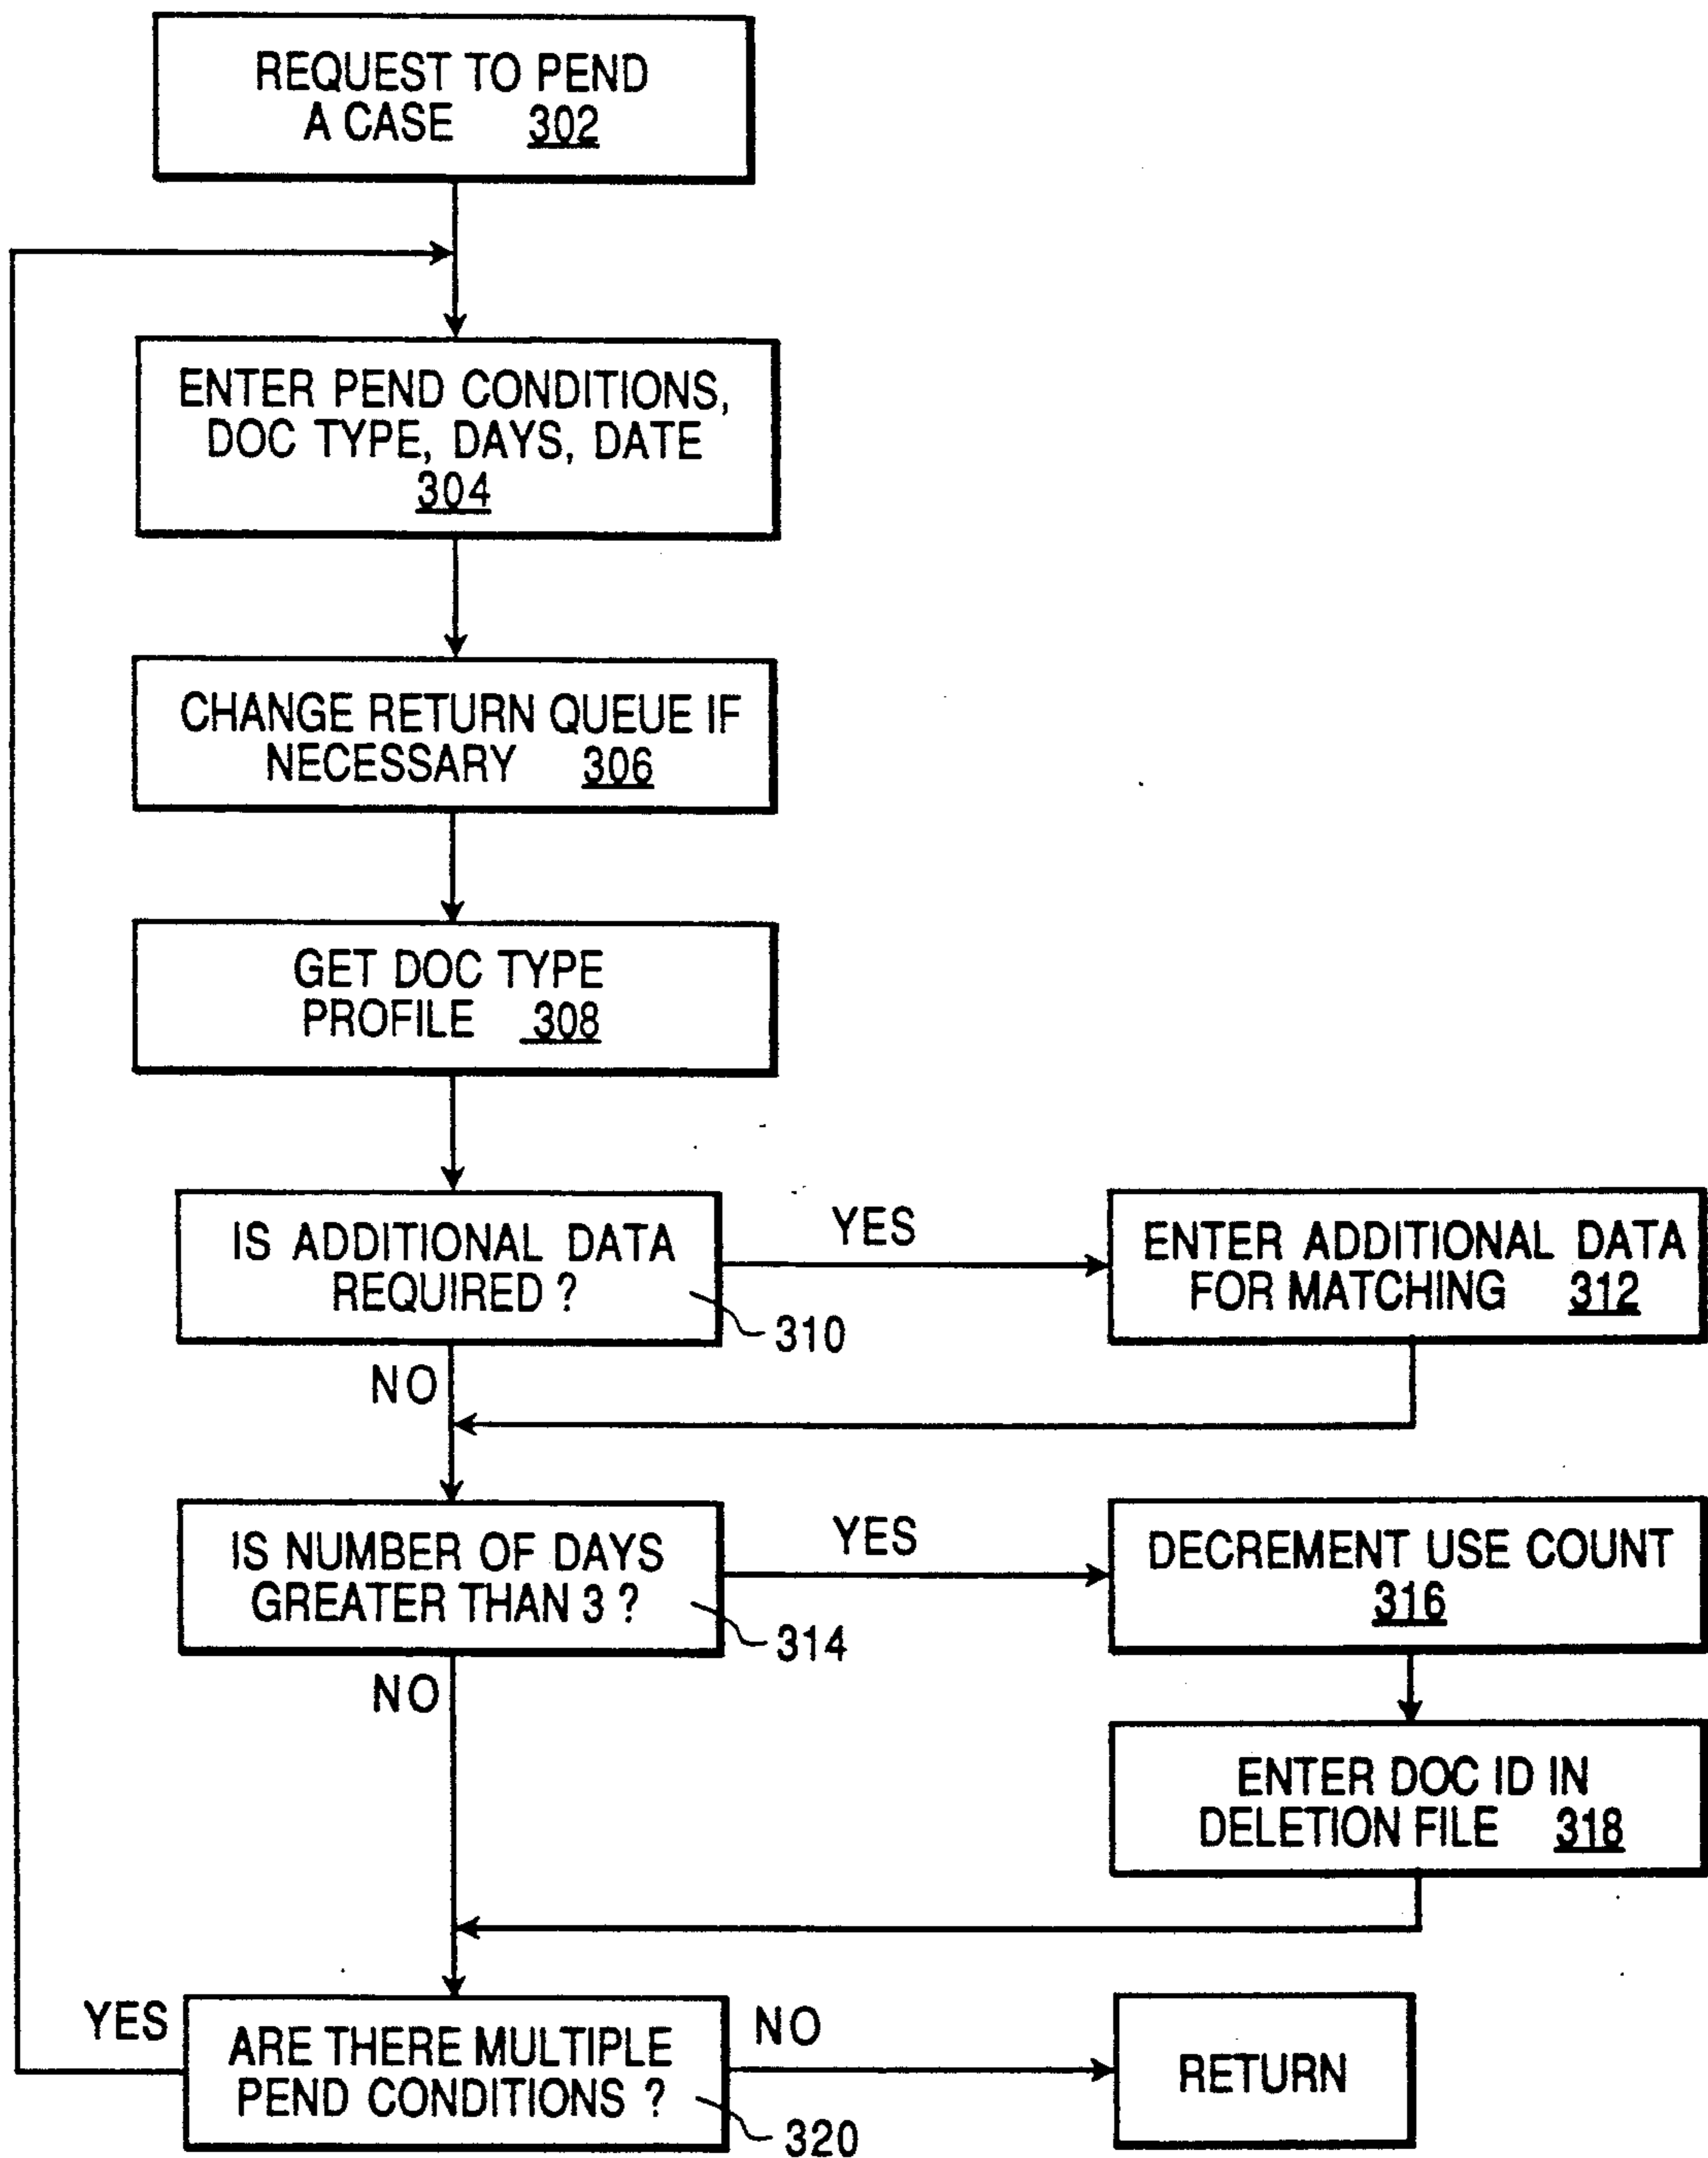 REQUEST TO PEND
A CASE 302
ENTER PEND CONDITIONS,
DOC TYPE, DAYS, DATE
304
CHANGE RETURN QUEUE IF
NECESSARY 306
GET DOC TYPE
PROFILE 308
IS ADDITIONAL DATA
REQUIRED ?
310
YES
ENTER ADDITIONAL DATA
FOR MATCHING 312
NO
IS NUMBER OF DAYS
GREATER THAN 3 ?
314
YES
DECREMENT USE COUNT
316
NO
ENTER DOC ID IN
DELETION FILE 318
YES
ARE THERE MULTIPLE
PEND CONDITIONS ?
320
NO
RETURN